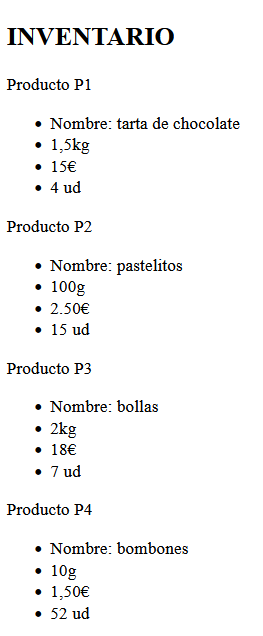 INVENTARIO
Producto P1
Nombre: tarta de chocolate
1,5kg
15€
4 ud
Producto P2
Nombre: pastelitos
100g
2.50€
15 ud
Producto P3
Nombre: bollas
2kg
18€
7 ud
Producto P4
Nombre: bombones
10g
1,50€
52 ud